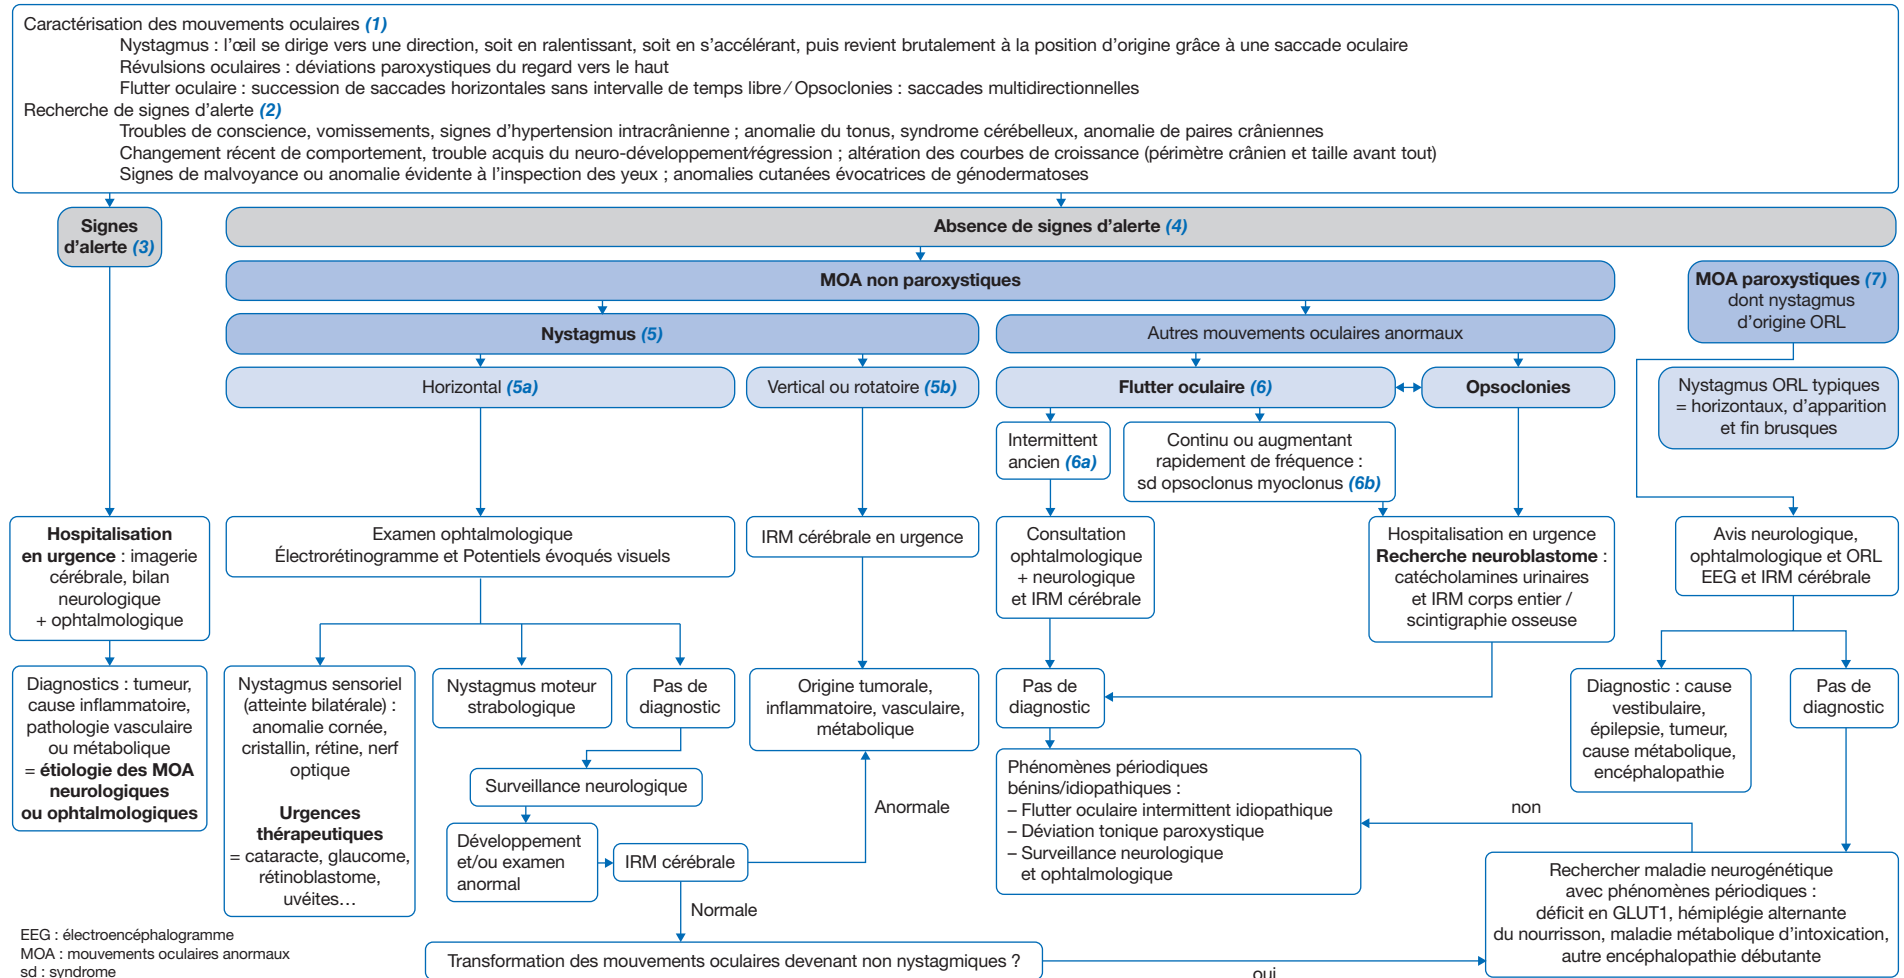 Caractérisation des mouvements oculaires (1)
Nystagmus : l’œil se dirige vers une direction, soit en ralentissant, soit en s’accélérant, puis revient brutalement à la position d’origine grâce à une saccade oculaire
Révulsions oculaires : déviations paroxystiques du regard vers le haut
Flutter oculaire : succession de saccades horizontales sans intervalle de temps libre / Opsoclonies : saccades multidirectionnelles
Recherche de signes d’alerte (2)
Troubles de conscience, vomissements, signes d’hypertension intracrânienne ; anomalie du tonus, syndrome cérébelleux, anomalie de paires crâniennes
Changement récent de comportement, trouble acquis du neuro-développement/régression ; altération des courbes de croissance (périmètre crânien et taille avant tout)
Signes de malvoyance ou anomalie évidente à l’inspection des yeux ; anomalies cutanées évocatrices de génodermatoses
Signes
d’alerte (3)
Absence de signes d’alerte (4)
MOA non paroxystiques
MOA paroxystiques (7)
dont nystagmus
d’origine ORL
Nystagmus (5)
Autres mouvements oculaires anormaux
Horizontal (5a)
Vertical ou rotatoire (5b)
Flutter oculaire (6)
Opsoclonies
Nystagmus ORL typiques
= horizontaux, d’apparition
et fin brusques
Intermittent
ancien (6a)
Continu ou augmentant
rapidement de fréquence :
sd opsoclonus myoclonus (6b)
Hospitalisation
en urgence : imagerie
cérébrale, bilan
neurologique
+ ophtalmologique
Examen ophtalmologique
Électrorétinogramme et Potentiels évoqués visuels
IRM cérébrale en urgence
Consultation
ophtalmologique
+ neurologique
et IRM cérébrale
Hospitalisation en urgence
Recherche neuroblastome :
catécholamines urinaires
et IRM corps entier /
scintigraphie osseuse
Avis neurologique,
ophtalmologique et ORL
EEG et IRM cérébrale
Diagnostics : tumeur,
cause inflammatoire,
pathologie vasculaire
ou métabolique
= étiologie des MOA
neurologiques
ou ophtalmologiques
Nystagmus sensoriel
(atteinte bilatérale) :
anomalie cornée,
cristallin, rétine, nerf
optique
Urgences
thérapeutiques
= cataracte, glaucome,
rétinoblastome,
uvéites…
Nystagmus moteur
strabologique
Pas de
diagnostic
Origine tumorale,
inflammatoire, vasculaire,
métabolique
Pas de
diagnostic
Diagnostic : cause
vestibulaire,
épilepsie, tumeur,
cause métabolique,
encéphalopathie
Pas de
diagnostic
Surveillance neurologique
Anormale
Phénomènes périodiques
bénins/idiopathiques :
– Flutter oculaire intermittent idiopathique
– Déviation tonique paroxystique
– Surveillance neurologique
et ophtalmologique
non
Développement
et/ou examen
anormal
IRM cérébrale
Normale
Rechercher maladie neurogénétique
avec phénomènes périodiques :
déficit en GLUT1, hémiplégie alternante
du nourrisson, maladie métabolique d’intoxication,
autre encéphalopathie débutante
Transformation des mouvements oculaires devenant non nystagmiques ?
oui
EEG : électroencéphalogramme
MOA : mouvements oculaires anormaux
sd : syndrome